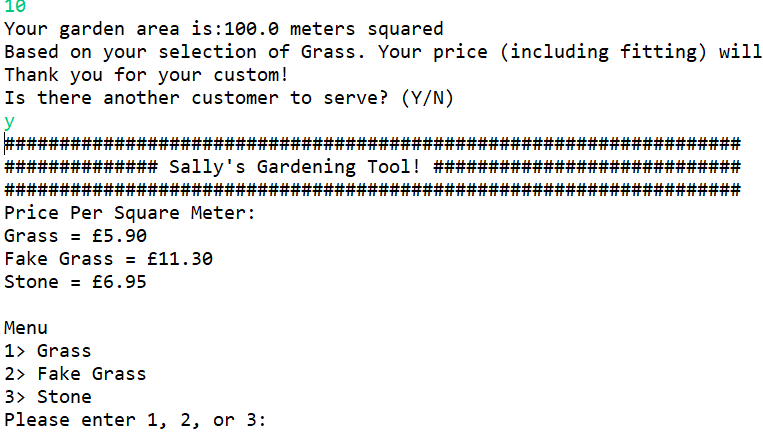 10
Your garden area is:100.0 meters squared
Based on your selection of Grass. Your price (including fitting) will
Thank you for your custom!
Is there another customer to serve? (Y/N)
y
###################################################################
############## Sally's Gardening Tool! ############################
###################################################################
Price Per Square Meter:
Grass = £5.90
Fake Grass = £11.30
Stone = £6.95
Menu
1> Grass
2> Fake Grass
3> Stone
Please enter 1, 2, or 3: